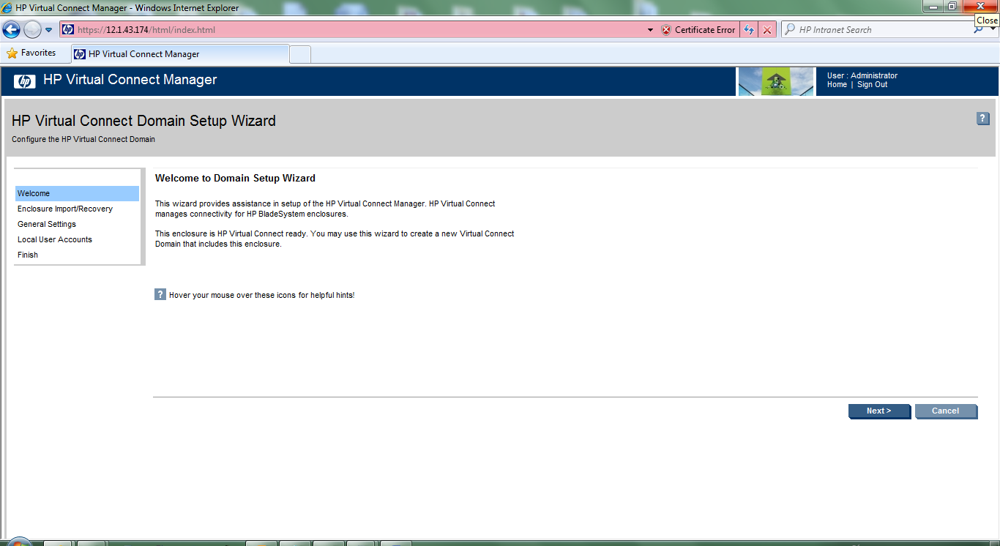 HP Virtual Connect Manager - Windows Internet Explorer
Close
https://12.1.43.174/html/index.html
Certificate Error
HP Intranet Search
Favorites
HP Virtual Connect Manager
hp HP Virtual Connect Manager
User : Administrator
Home | Sign Out
HP Virtual Connect Domain Setup Wizard
?
Configure the HP Virtual Connect Domain
Welcome
Enclosure Import/Recovery
General Settings
Local User Accounts
Finish
Welcome to Domain Setup Wizard
This wizard provides assistance in setup of the HP Virtual Connect Manager. HP Virtual Connect
manages connectivity for HP BladeSystem enclosures.
This enclosure is HP Virtual Connect ready. You may use this wizard to create a new Virtual Connect
Domain that includes this enclosure.
? Hover your mouse over these icons for helpful hints!
Next > Cancel